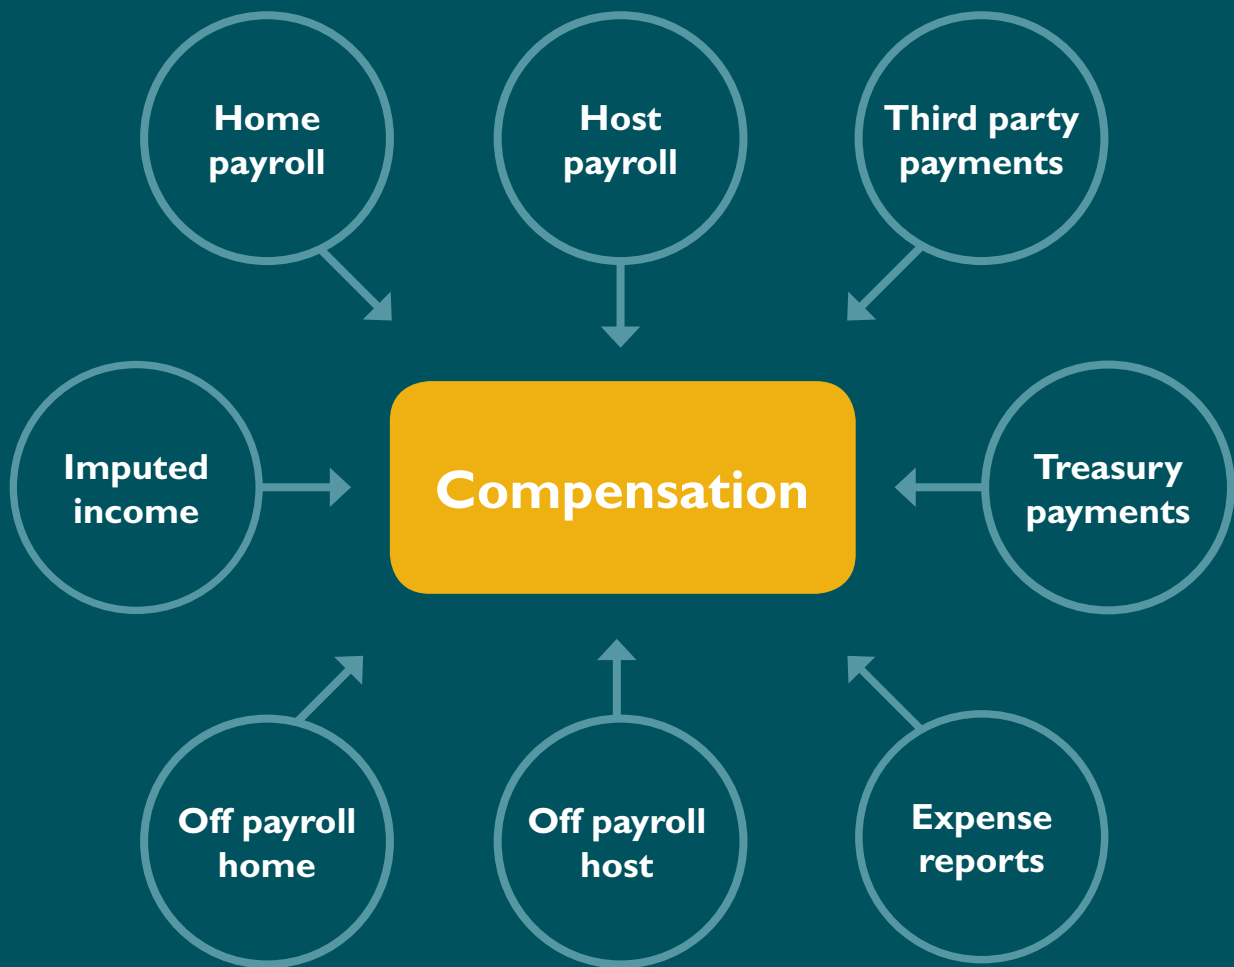 Home
payroll
Host
payroll
Third party
payments
Imputed
income
Compensation
Treasury
payments
Off payroll
home
Off payroll
host
Expense
reports